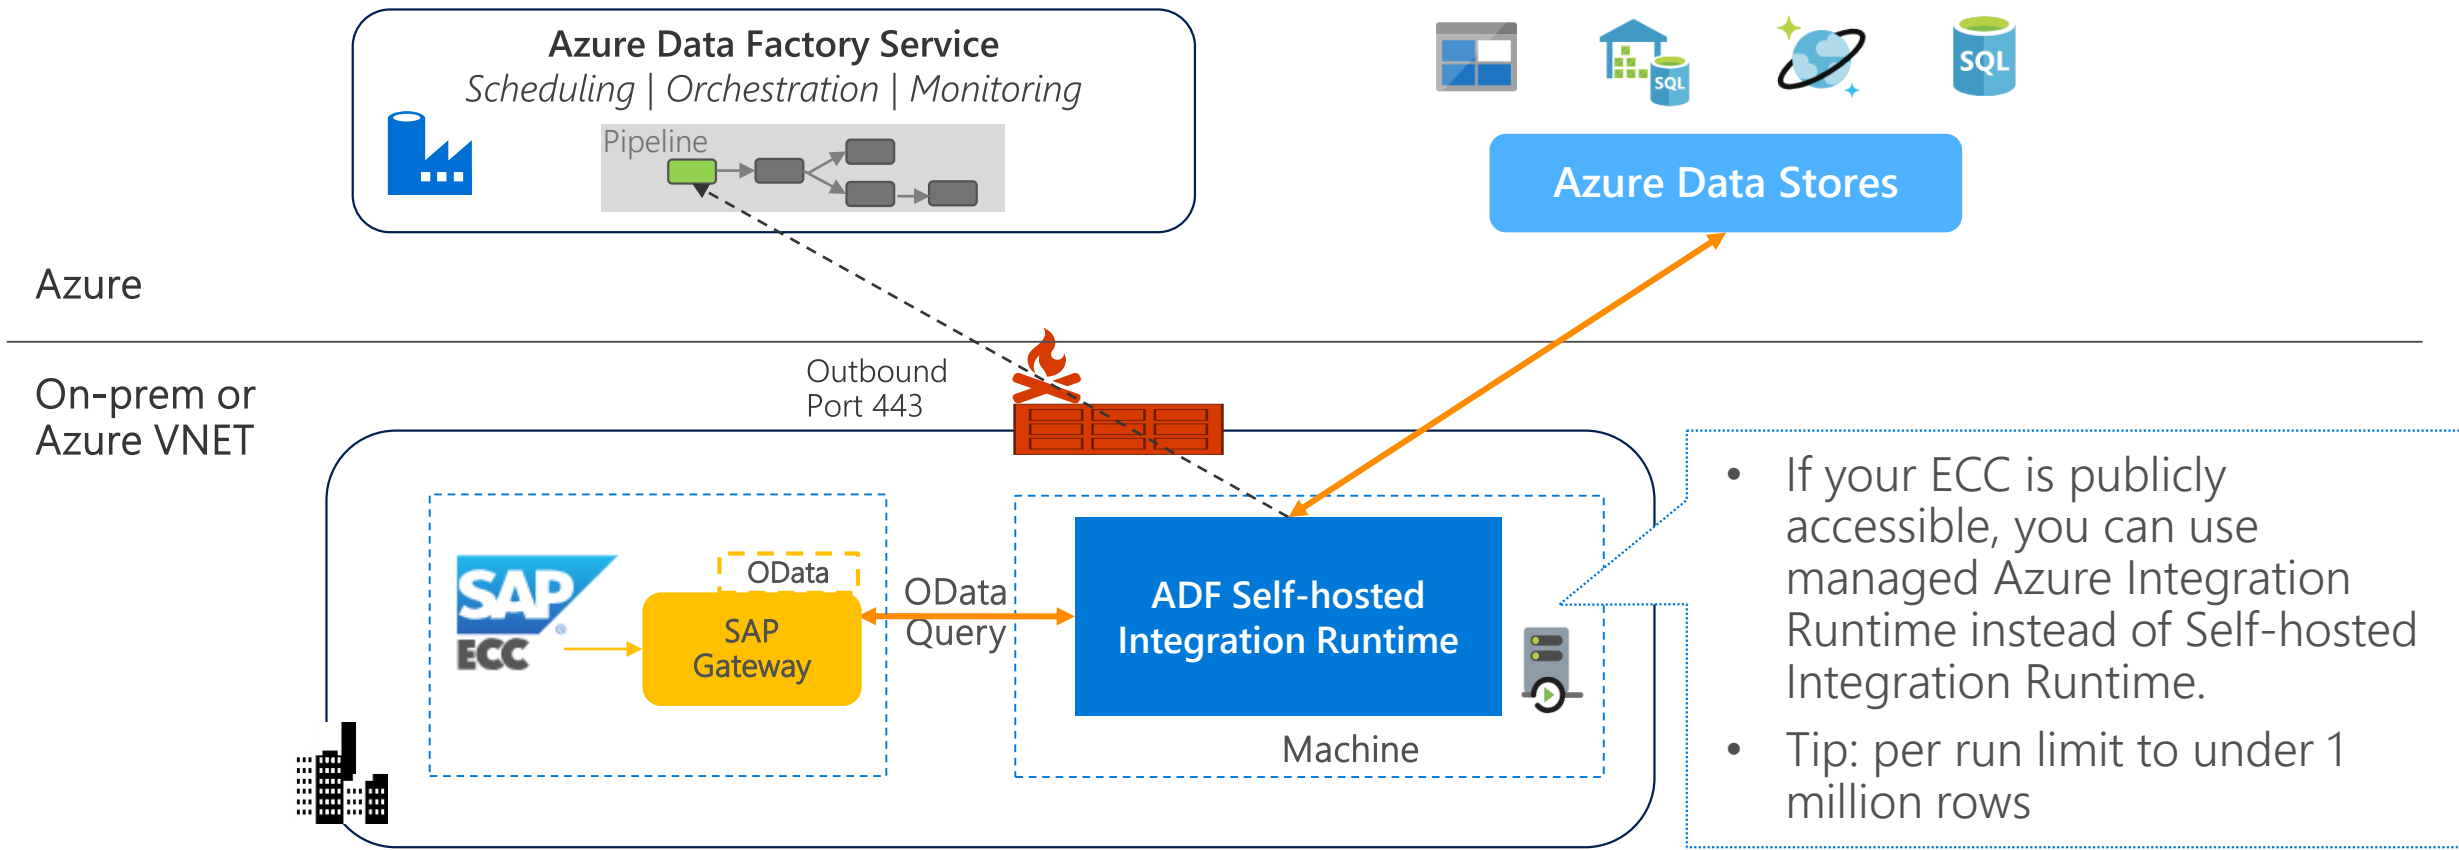 Azure Data Factory Service
Scheduling | Orchestration | Monitoring
Pipeline
SQL
SQL
Azure Data Stores
Azure
On-prem or
Azure VNET
Outbound
Port 443
SAP
®
ECC
OData
SAP
Gateway
OData
Query
ADF Self-hosted
Integration Runtime
Machine
• If your ECC is publicly
accessible, you can use
managed Azure Integration
Runtime instead of Self-hosted
Integration Runtime.
• Tip: per run limit to under 1
million rows